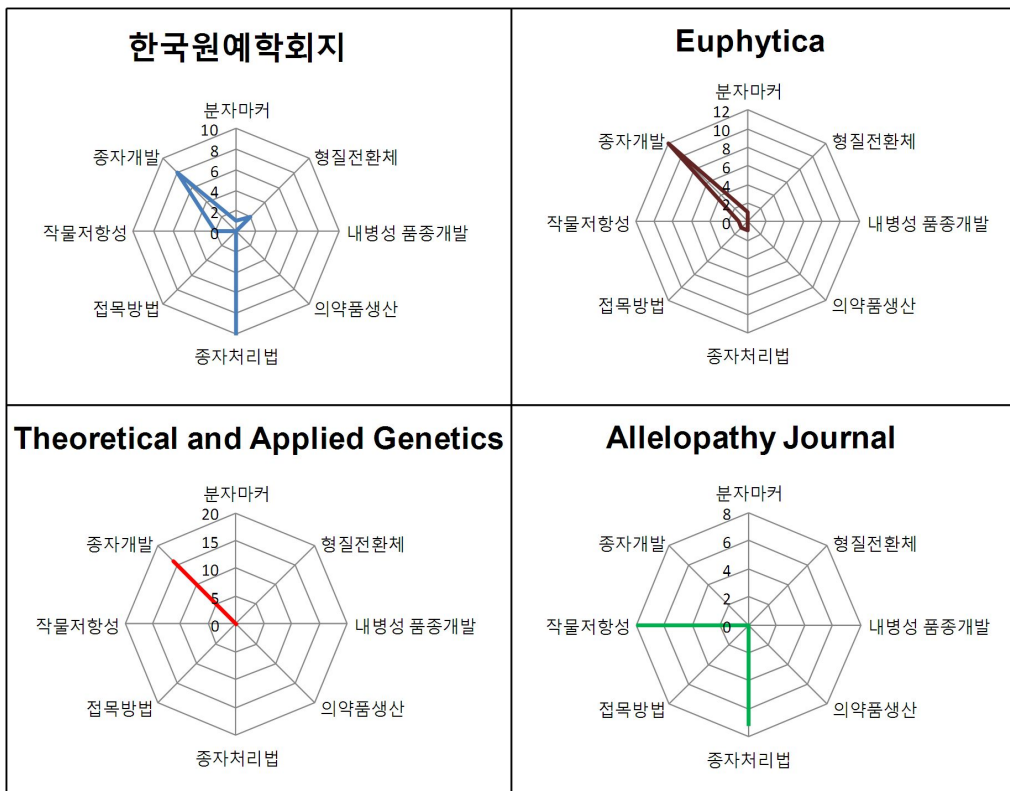 한국원예학회지
분자마커
10
8
6
4
2
0
형질전환체
내병성 품종개발
의약품생산
종자처리법
접목방법
작물저항성
종자개발
Euphytica
분자마커
12
10
8
6
4
2
0
형질전환체
내병성 품종개발
의약품생산
종자처리법
접목방법
작물저항성
종자개발
Theoretical and Applied Genetics
분자마커
20
15
10
5
0
형질전환체
내병성 품종개발
의약품생산
종자처리법
접목방법
작물저항성
종자개발
Allelopathy Journal
분자마커
8
6
4
2
0
형질전환체
내병성 품종개발
의약품생산
종자처리법
접목방법
작물저항성
종자개발